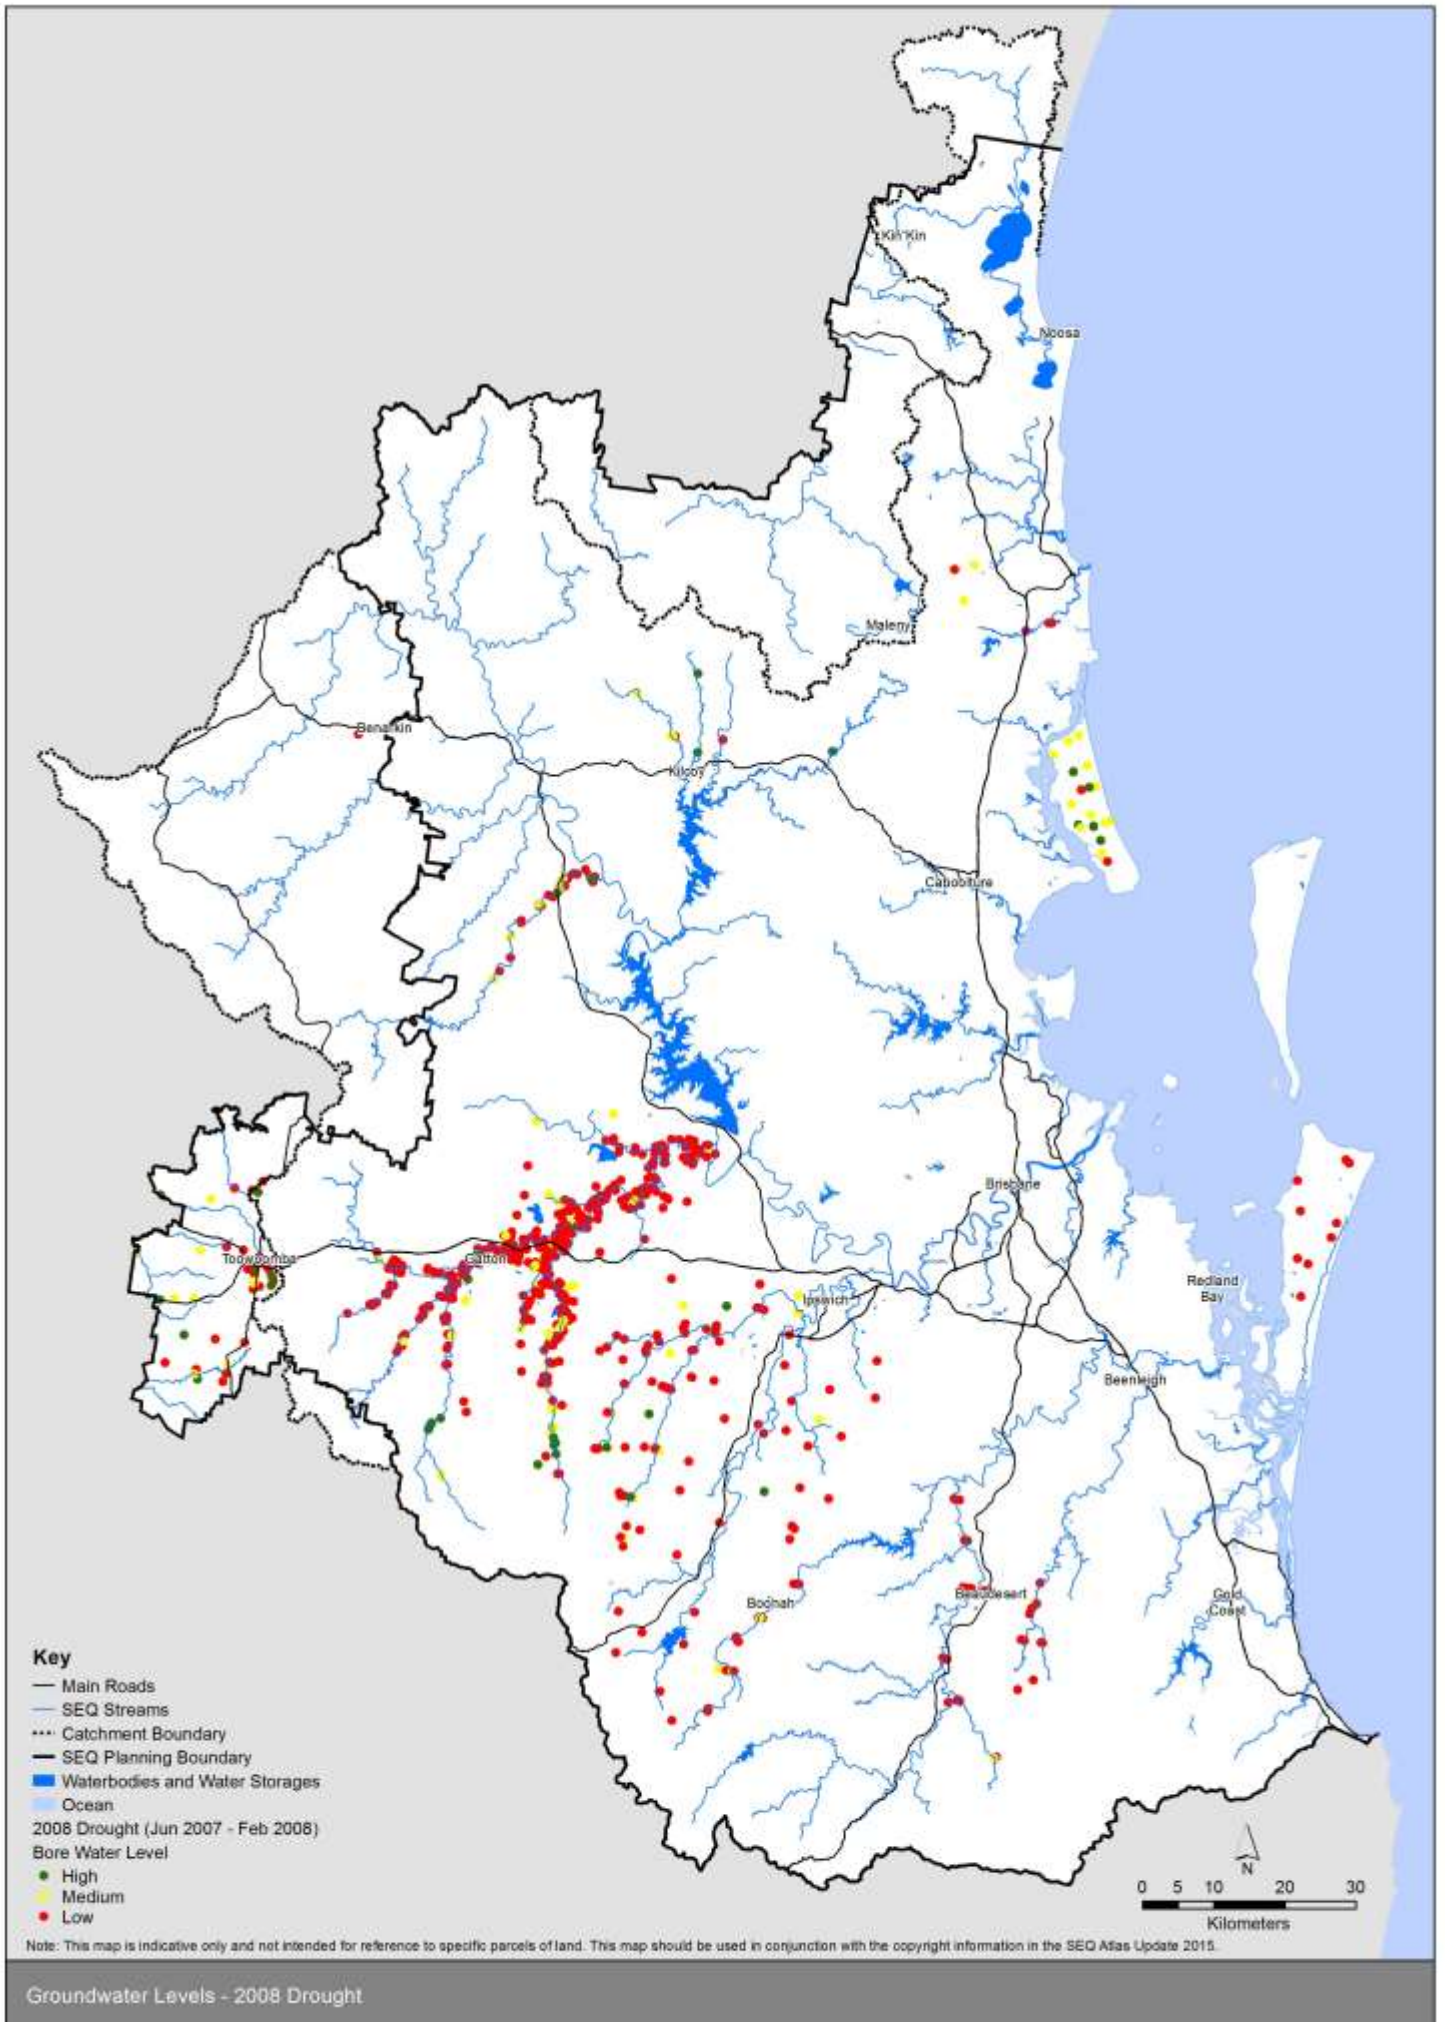 Kin Kin
Noosa
Maleny
Benarkin
Kilcoy
Caboolture
Brisbane
Toowoomba
Gatton
Ipswich
Redland
Bay
Beenleigh
Boonah
Beaudesert
Gold
Coast
Key
Main Roads
SEQ Streams
Catchment Boundary
SEQ Planning Boundary
Waterbodies and Water Storages
Ocean
2008 Drought (Jun 2007 - Feb 2008)
Bore Water Level
High
Medium
Low
N
0 5 10 20 30
Kilometers
Note: This map is indicative only and not intended for reference to specific parcels of land. This map should be used in conjunction with the copyright information in the SEQ Atlas Update 2015.
Groundwater Levels - 2008 Drought